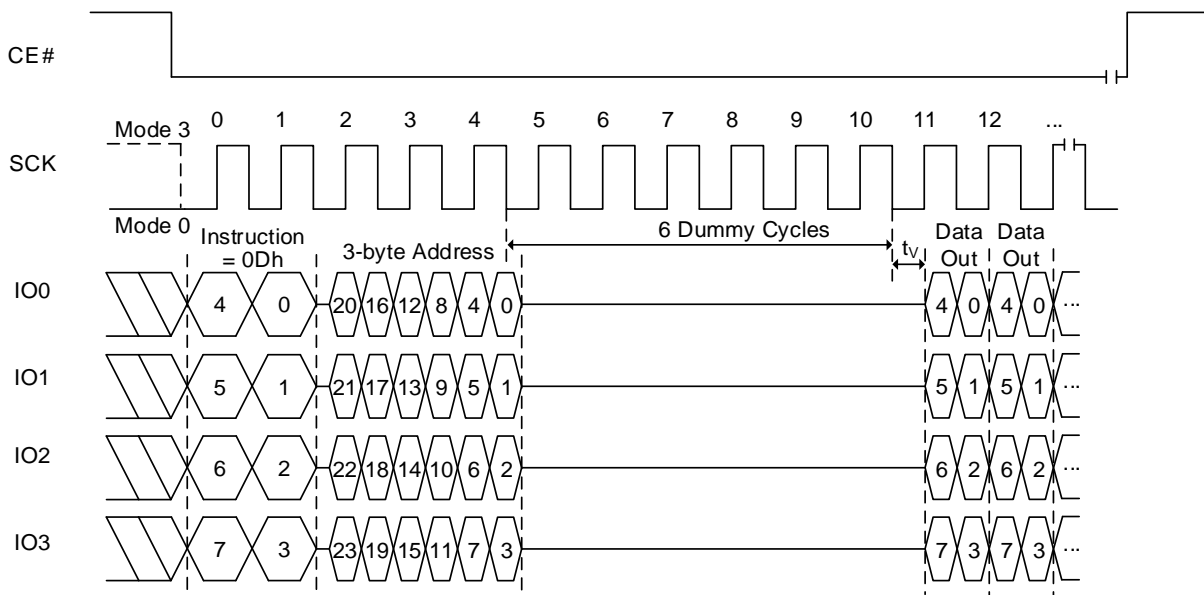 CE#
0 1 2 3 4 5 6 7 8 9 10 11 12 ...
Mode 3
SCK
Mode 0
Instruction
= 0Dh
3-byte Address
6 Dummy Cycles
tV
Data
Out
Data
Out
IO0 4 0 20 16 12 8 4 0 4 0 4 0 ...
IO1 5 1 21 17 13 9 5 1 5 1 5 1 ...
IO2 6 2 22 18 14 10 6 2 6 2 6 2 ...
IO3 7 3 23 19 15 11 7 3 7 3 7 3 ...